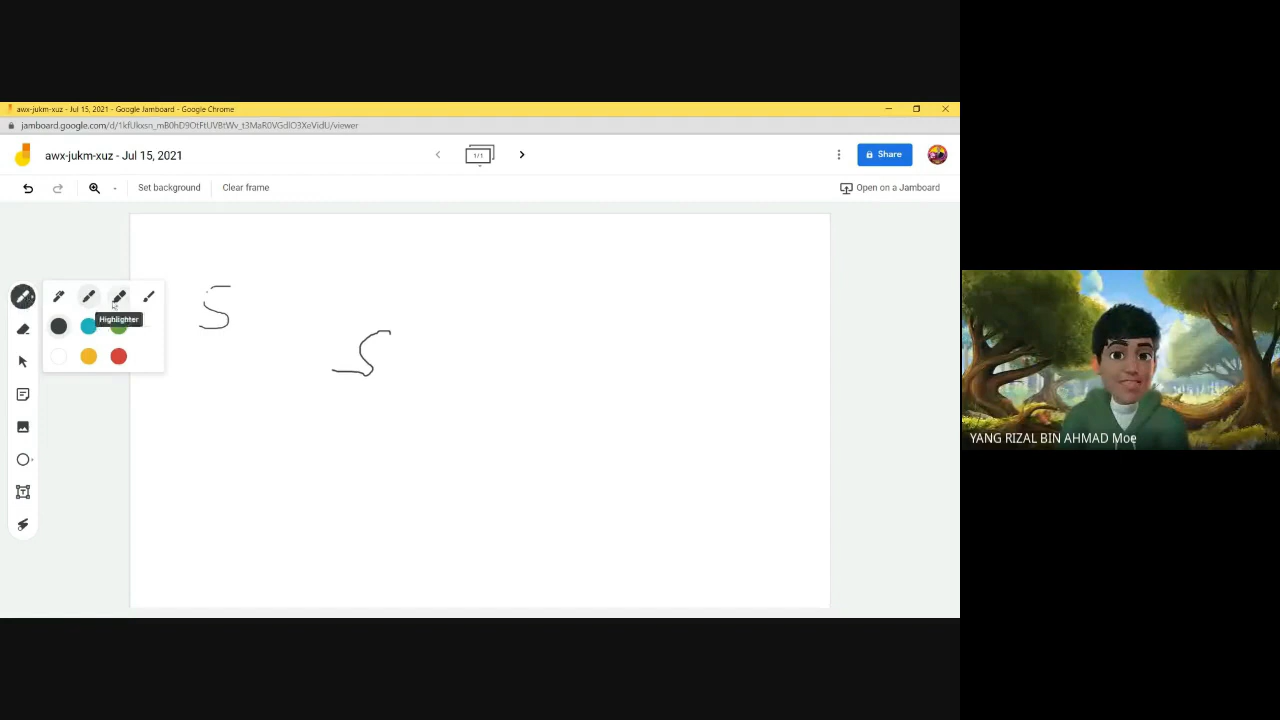 awx-jukm-xuz - Jul 15, 2021 - Google Jamboard - Google Chrome
awx-jukm-xuz - Jul 15, 2021
1/1
Share
Set background
Clear frame
Open on a Jamboard
Highlighter
S
S
YANG RIZAL BIN AHMAD Moe